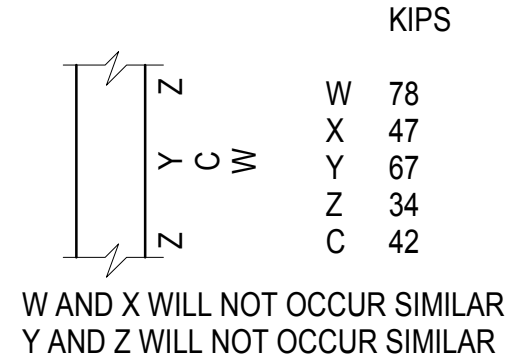 KIPS
Z
Y C W
Z
W 78
X 47
Y 67
Z 34
C 42
W AND X WILL NOT OCCUR SIMILAR
Y AND Z WILL NOT OCCUR SIMILAR